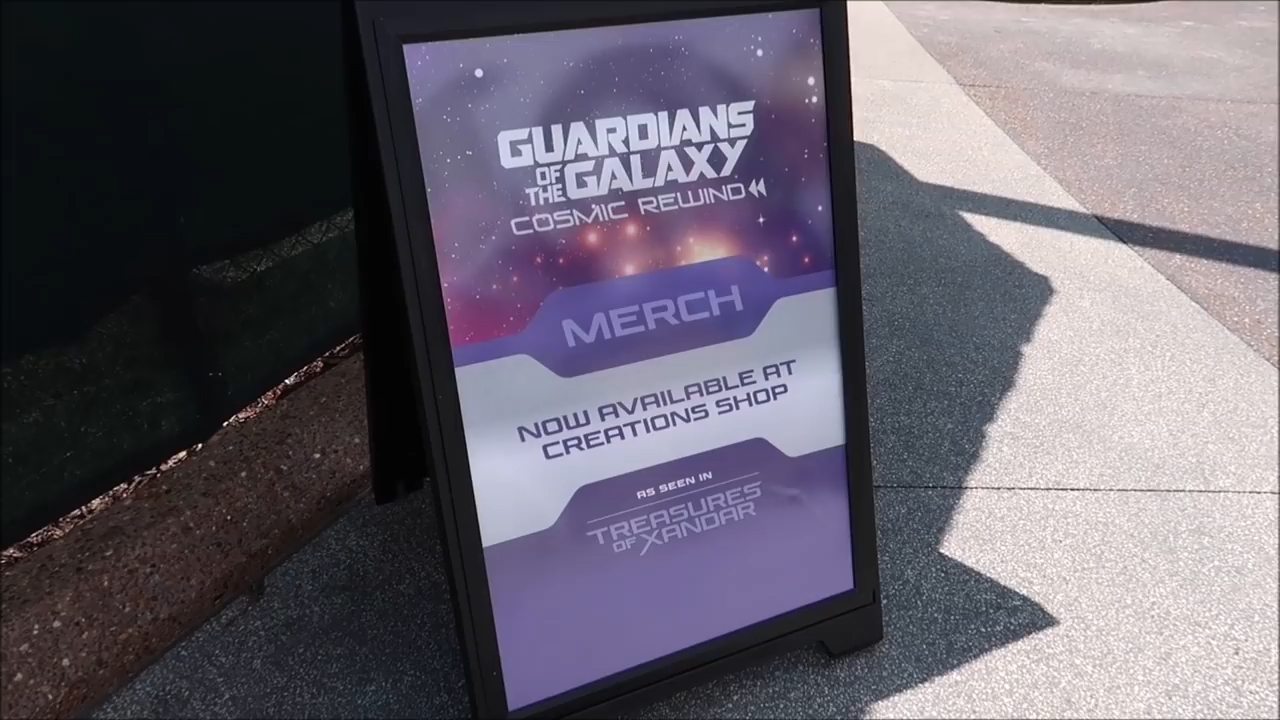 GUARDIANS
OF THE GALAXY
COSMIC REWIND
MERCH
NOW AVAILABLE AT
CREATIONS SHOP
AS SEEN IN
TREASURES
OF XANDAR